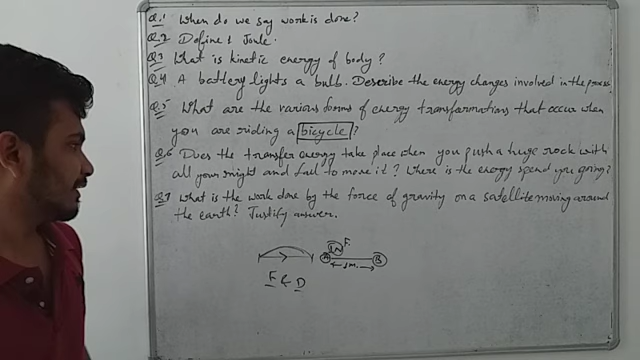 Q.1 When do we say work is done?
Q.2 Define 1 Joule.
Q.3 What is kinetic energy of body?
Q.4 A battery lights a bulb. Describe the energy changes involved in the process
Q.5 What are the various forms of energy transformations that occur when
you are riding a bicycle?
Q.6 Does the transfer energy take place when you push a huge rock with
all your might and fail to move it? Where is the energy spend you going?
Q.7 What is the work done by the force of gravity on a satellite moving around
the earth? Justify answer.
1N F.
A B
1m.
F & D